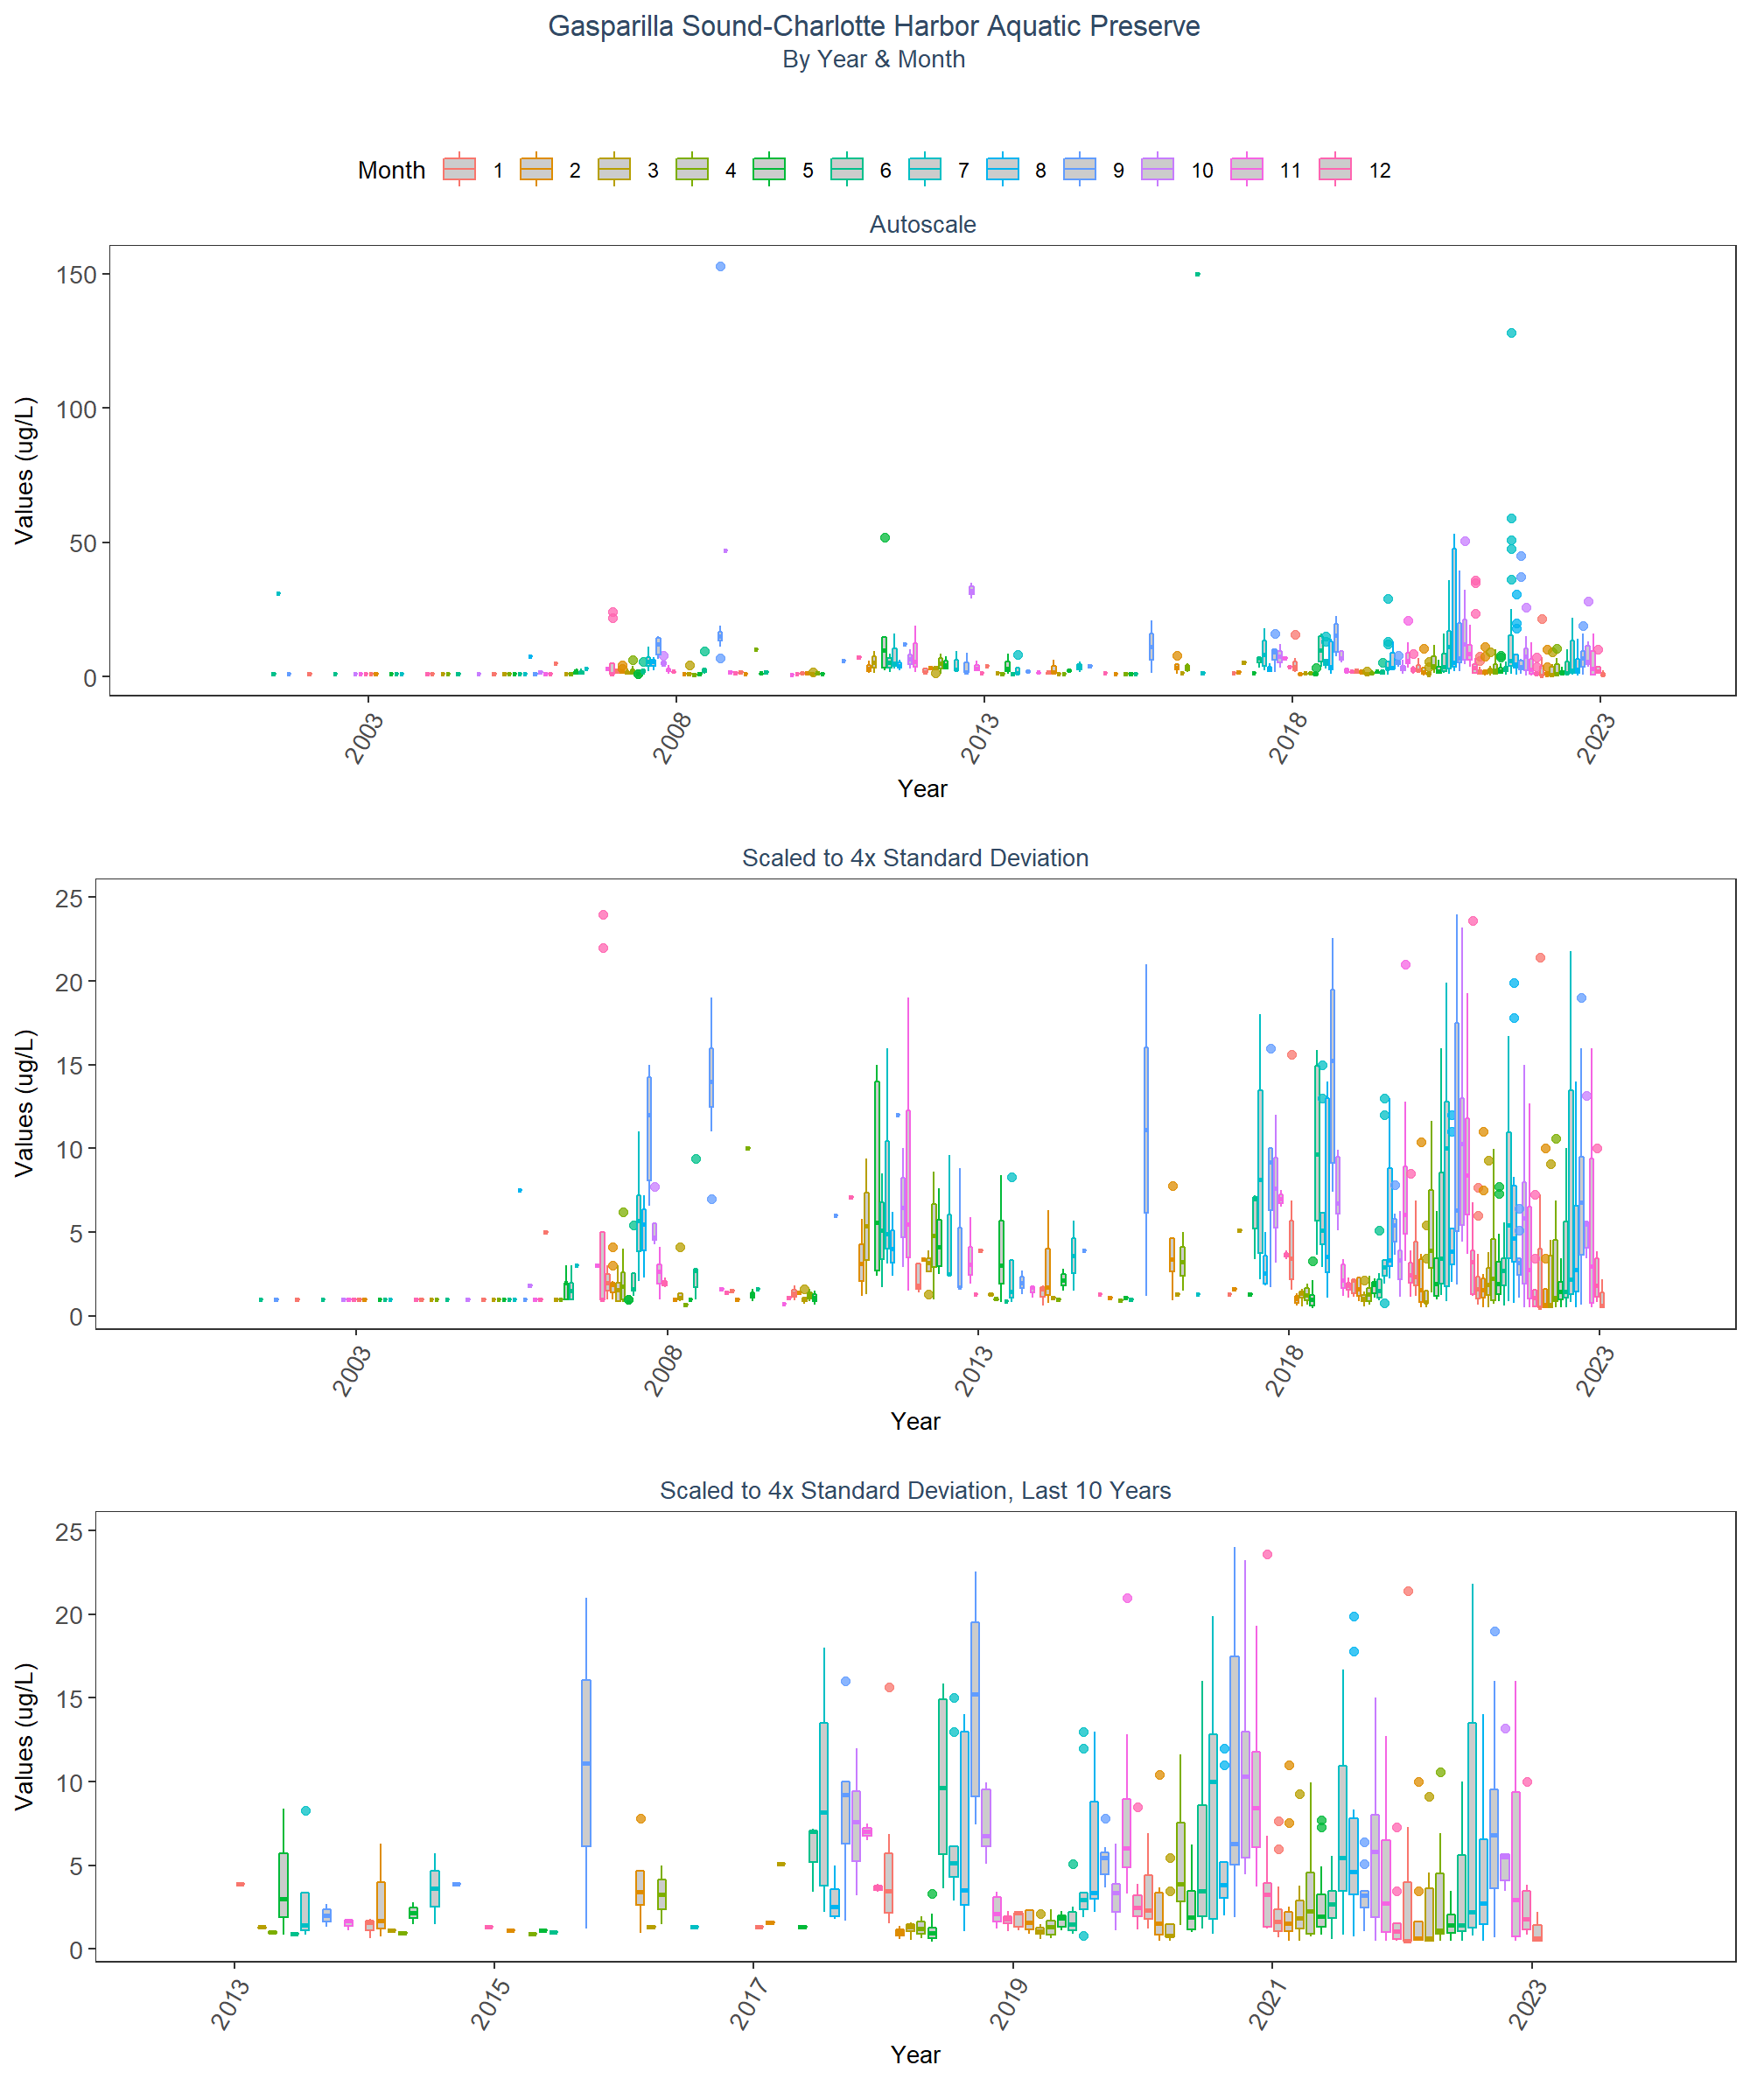 Gasparilla Sound-Charlotte Harbor Aquatic Preserve
By Year & Month
Month 1 2 3 4 5 6 7 8 9 10 11 12
Autoscale
150
100
50
0
Values (ug/L)
2003 2008 2013 2018 2023
Year
Scaled to 4x Standard Deviation
25
20
15
10
5
0
Values (ug/L)
2003 2008 2013 2018 2023
Year
Scaled to 4x Standard Deviation, Last 10 Years
25
20
15
10
5
0
Values (ug/L)
2013 2015 2017 2019 2021 2023
Year